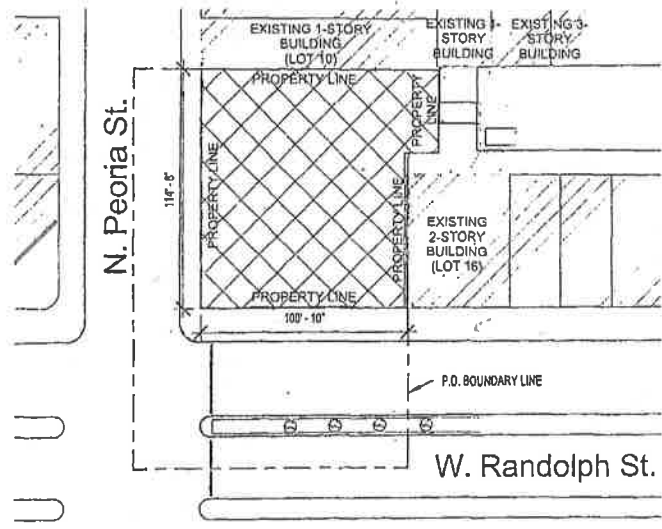 EXISTING 1-STORY
BUILDING
(LOT 10)
EXISTING
STORY
BUILDING
EXISTING 3-
STORY
BUILDING
PROPERTY LINE
PROPERTY
LINE
N. Peoria St.
114'- 6"
PROPERTY LINE
PROPERTY LINE
EXISTING
2-STORY
BUILDING
(LOT 16)
PROPERTY LINE
100' - 10"
P.D. BOUNDARY LINE
W. Randolph St.